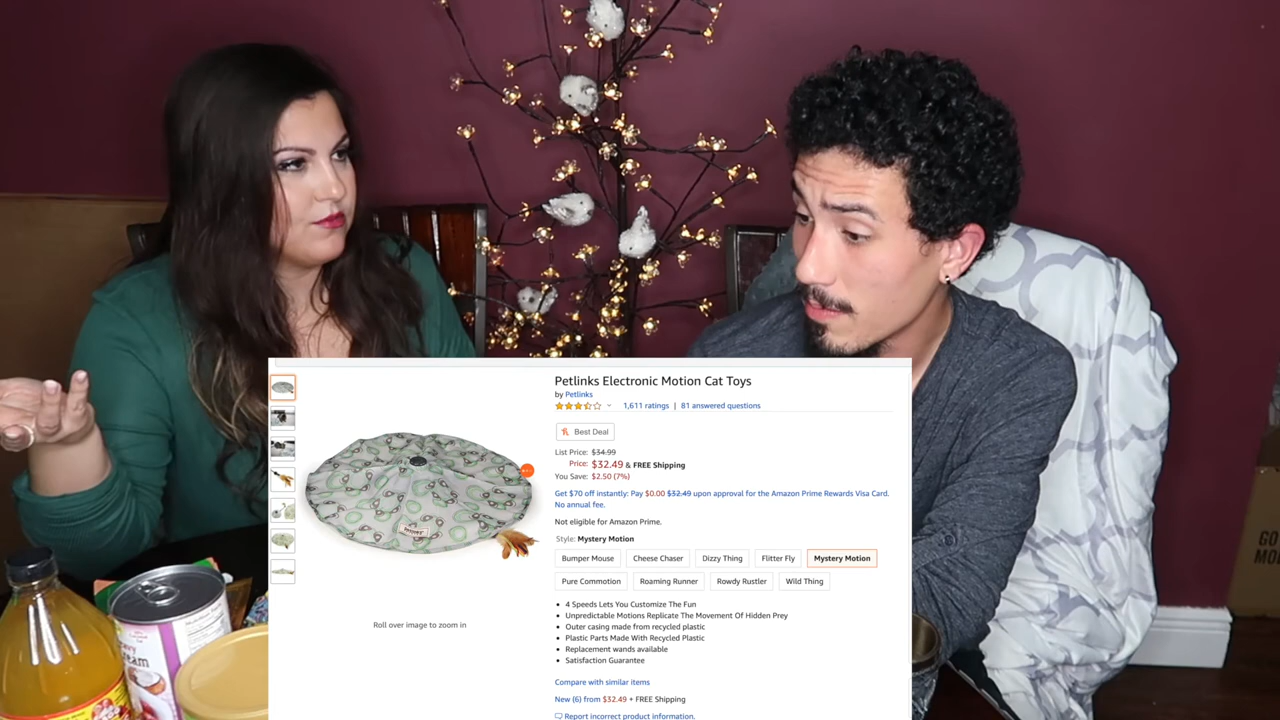 Petlinks Electronic Motion Cat Toys
by Petlinks
1,611 ratings | 81 answered questions
Best Deal
List Price: $34.99
Price: $32.49 & FREE Shipping
You Save: $2.50 (7%)
Get $70 off instantly: Pay $0.00 $32.49 upon approval for the Amazon Prime Rewards Visa Card.
No annual fee.
Not eligible for Amazon Prime.
Style: Mystery Motion
Bumper Mouse Cheese Chaser Dizzy Thing Flitter Fly Mystery Motion
Pure Commotion Roaming Runner Rowdy Rustler Wild Thing
• 4 Speeds Lets You Customize The Fun
• Unpredictable Motions Replicate The Movement Of Hidden Prey
• Outer casing made from recycled plastic
• Plastic Parts Made With Recycled Plastic
• Replacement wands available
• Satisfaction Guarantee
Roll over image to zoom in
Compare with similar items
New (6) from $32.49 + FREE Shipping
Report incorrect product information.